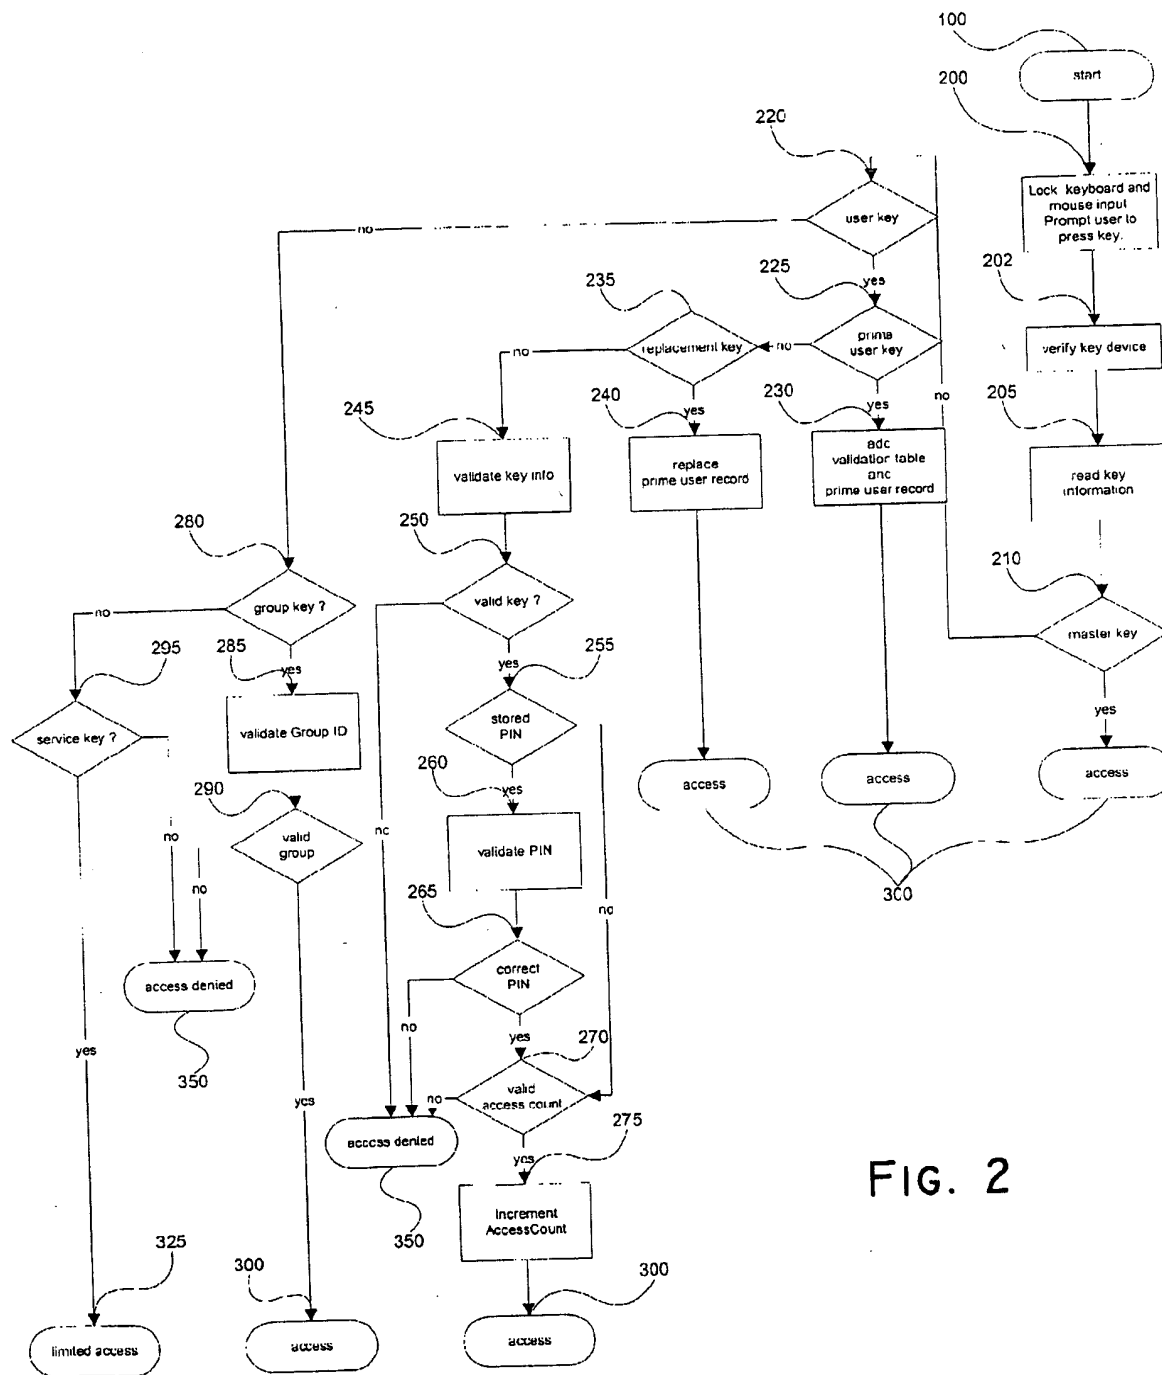 100
start
200
Lock keyboard and
mouse input
Prompt user to
press key.
202
verify key device
205
read key
information
210
master key
yes
access
no
220
user key
no
yes
225
prime
user key
no
yes
230
adc
validation table
anc
prime user record
access
235
replacement key
no
yes
240
replace
prime user record
access
300
245
validate key info
250
valid key ?
nc
yes
255
stored
PIN
no
yes
260
validate PIN
265
correct
PIN
no
yes
270
valid
access count
no
yes
275
Increment
AccessCount
300
access
access denied
350
280
group key ?
no
yes
285
validate Group ID
290
valid
group
no
yes
300
access
295
service key ?
no
yes
access denied
350
325
limited access
FIG. 2